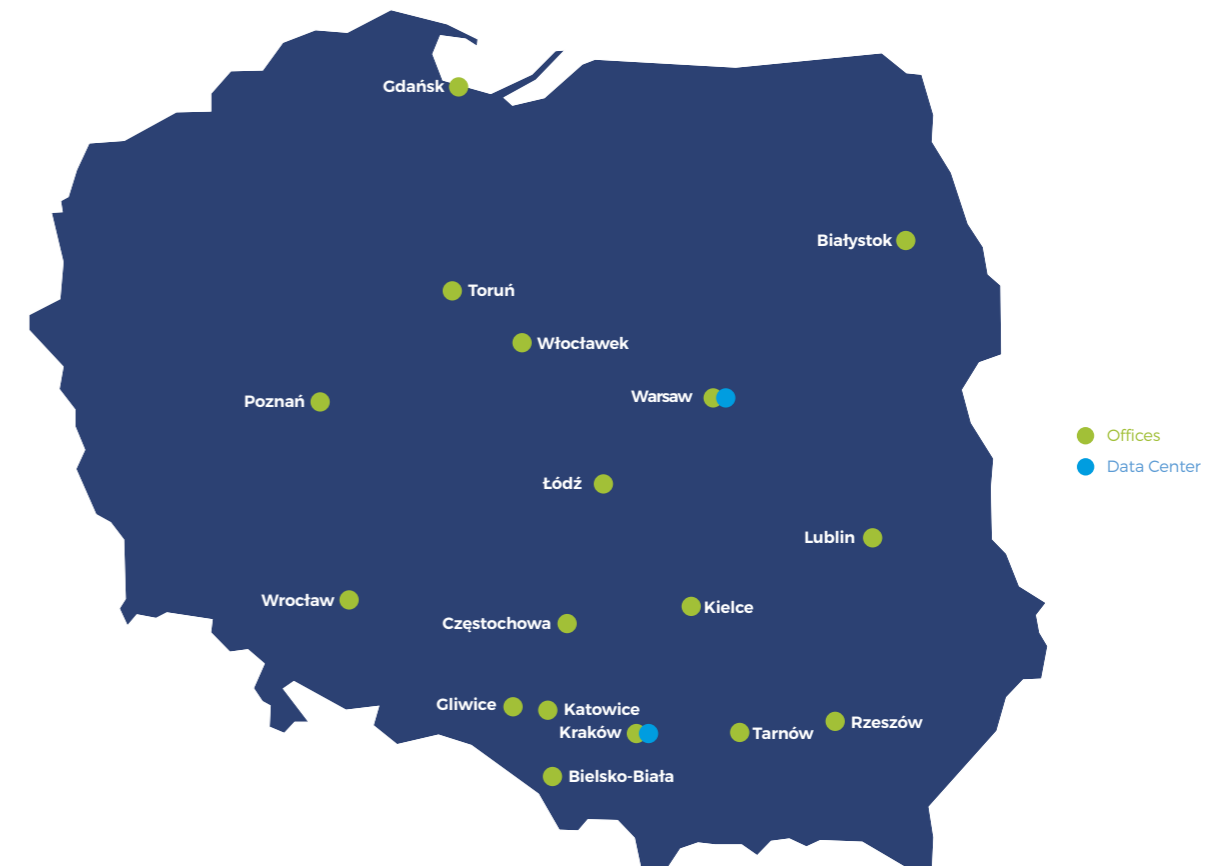 Gdańsk
Białystok
Toruń
Włocławek
Warsaw
Poznań
Offices
Data Center
Łódź
Lublin
Wrocław
Kielce
Częstochowa
Gliwice
Katowice
Rzeszów
Kraków
Tarnów
Bielsko-Biała